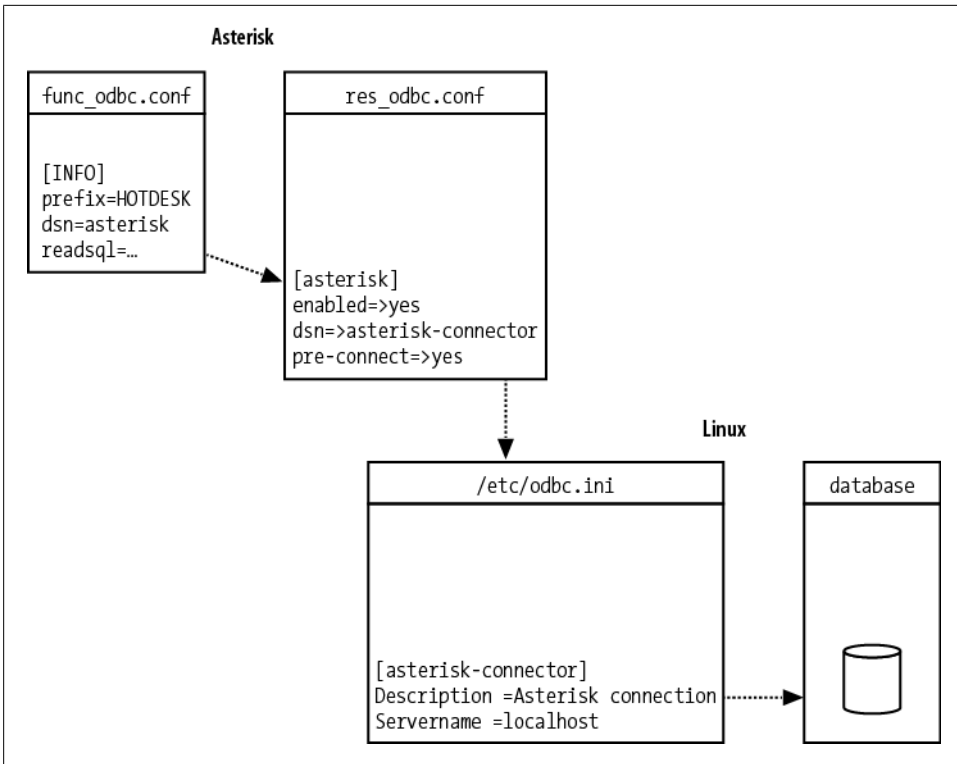 Asterisk
func_odbc.conf
[INFO]
prefix=HOTDESK
dsn=asterisk
readsql=…
res_odbc.conf
[asterisk]
enabled=>yes
dsn=>asterisk-connector
pre-connect=>yes
Linux
/etc/odbc.ini
[asterisk-connector]
Description =Asterisk connection
Servername =localhost
database